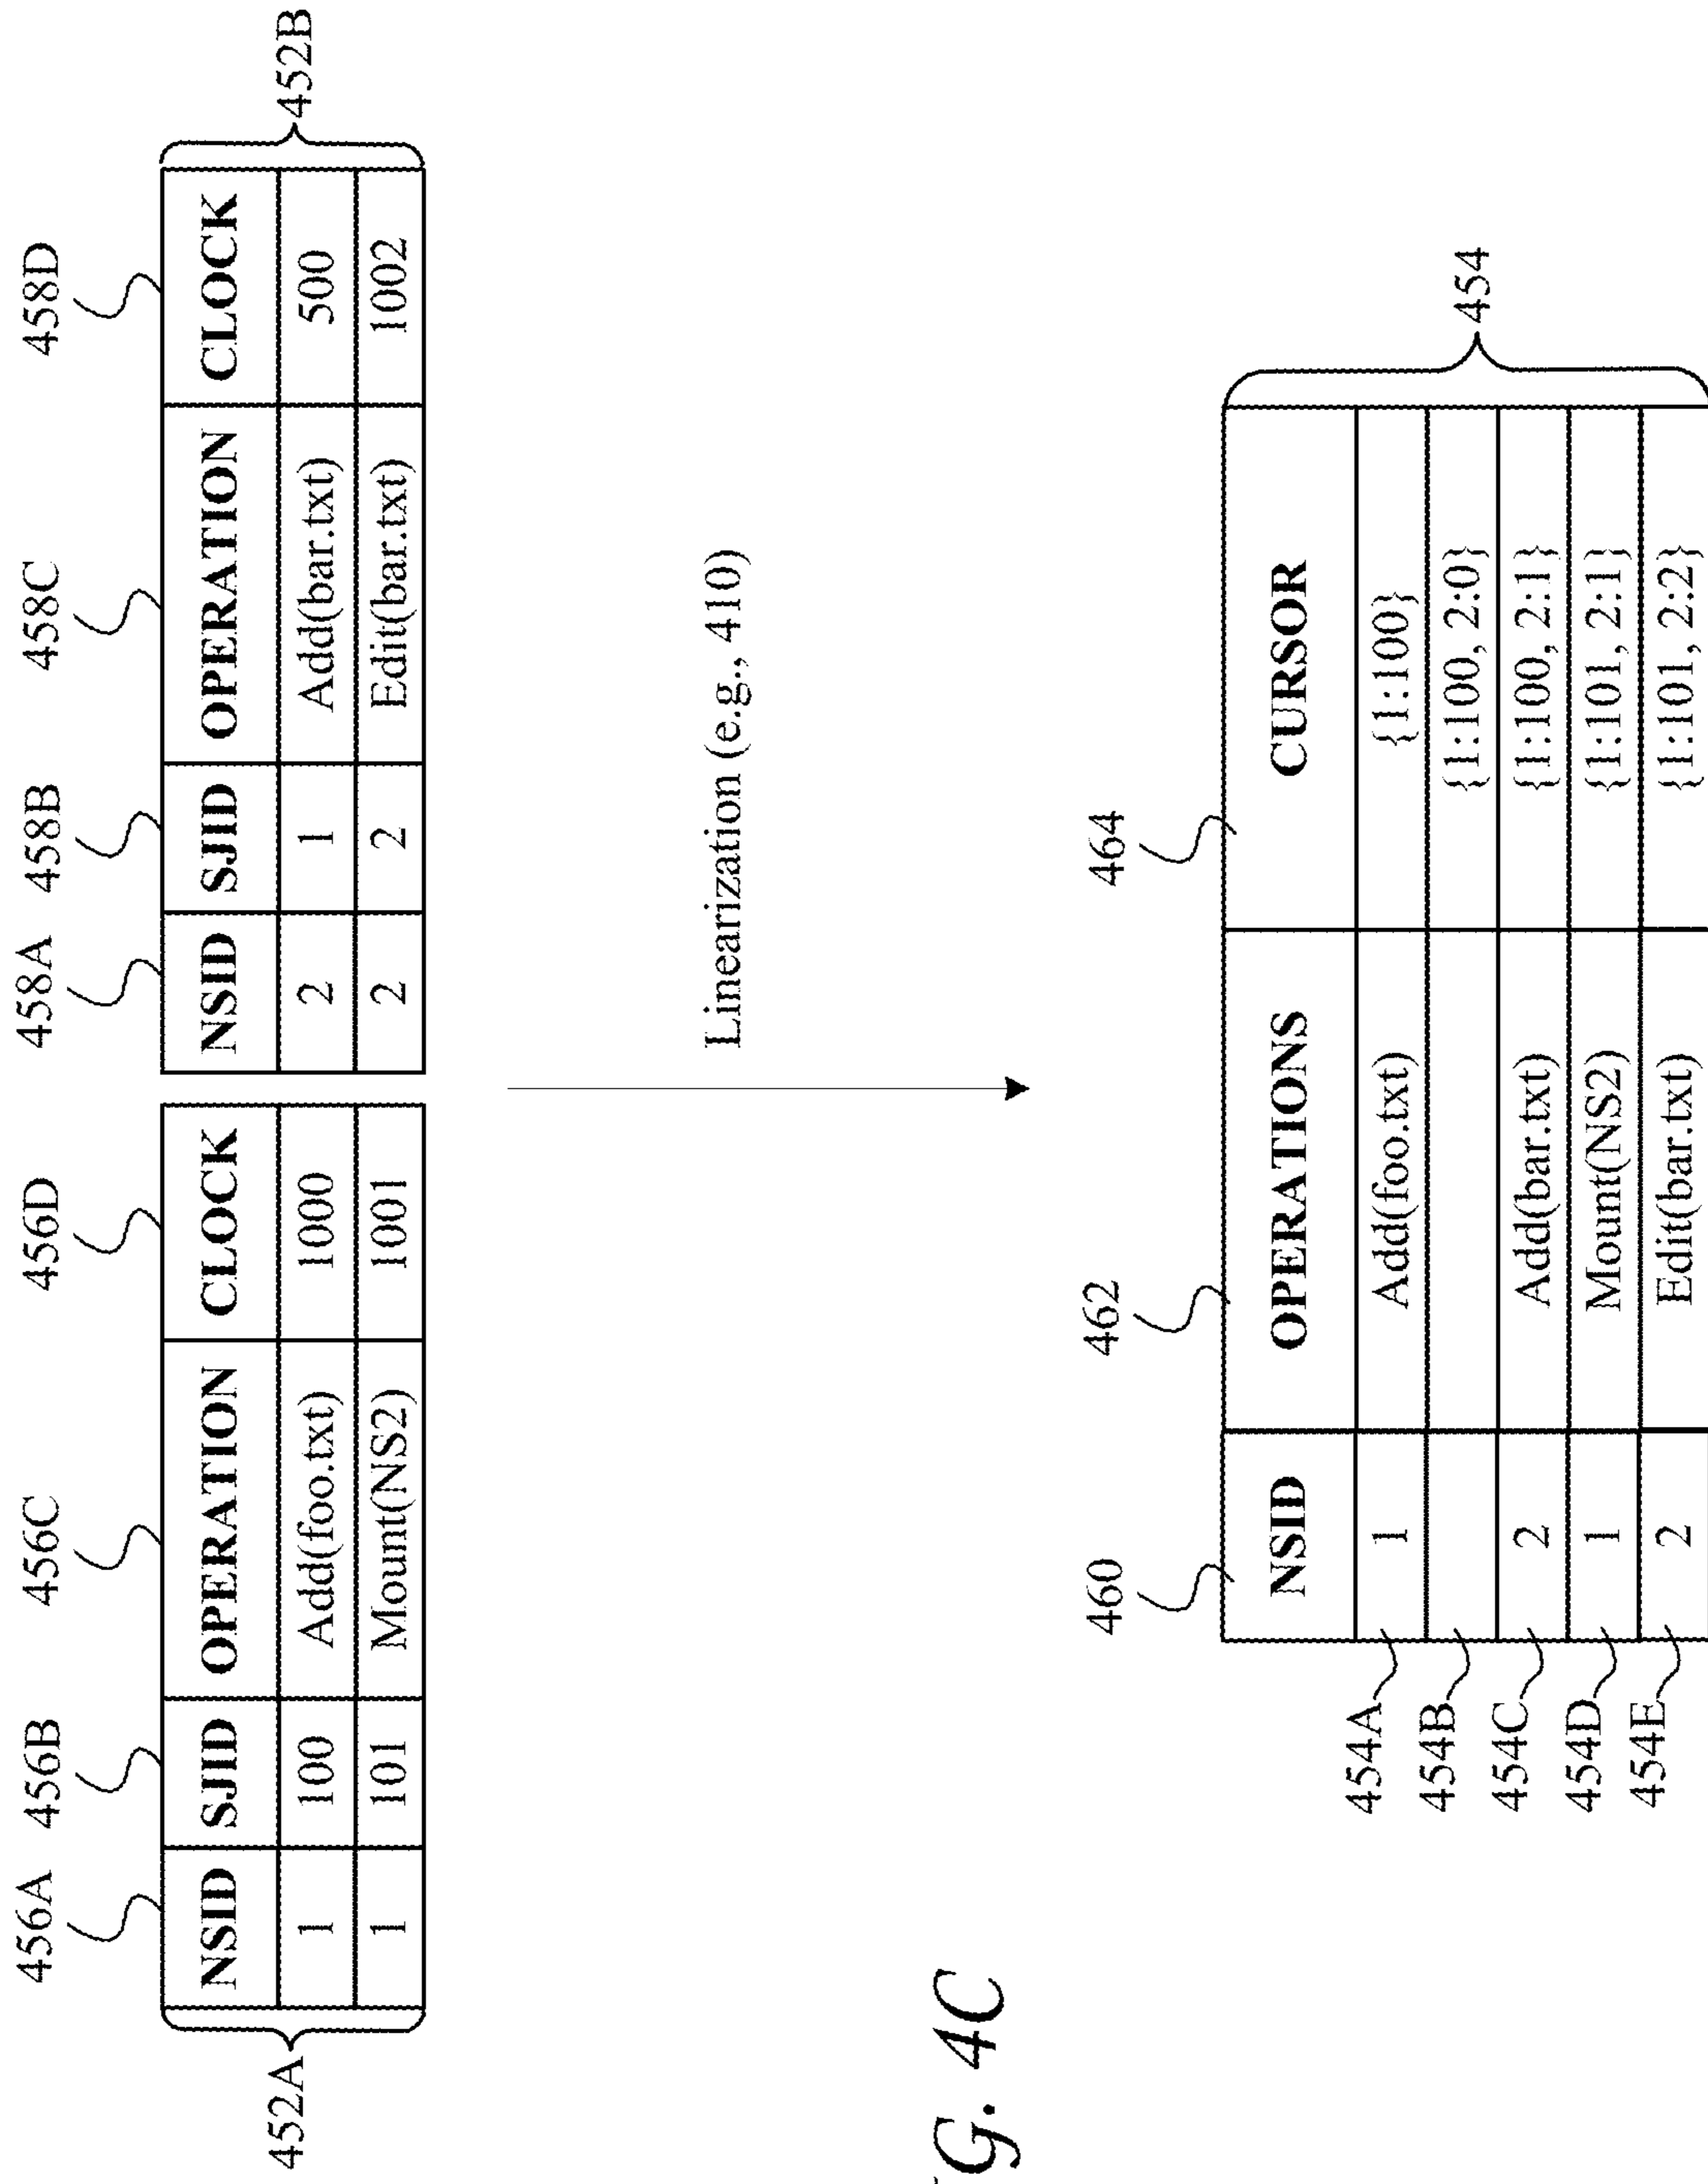 456A 456B 456C 456D 458A 458B 458C 458D
NSID SJID OPERATION CLOCK NSID SJID OPERATION CLOCK
1 100 Add(foo.txt) 1000 2 1 Add(bar.txt) 500
1 101 Mount(NS2) 1001 2 2 Edit(bar.txt) 1002
452A 452B
Linearization (e.g., 410)
460 462 464
NSID OPERATIONS CURSOR
454A 1 Add(foo.txt) {1:100}
454B {1:100, 2:0}
454C 2 Add(bar.txt) {1:100, 2:1}
454D 1 Mount(NS2) {1:101, 2:1}
454E 2 Edit(bar.txt) {1:101, 2:2}
454
G. 4C